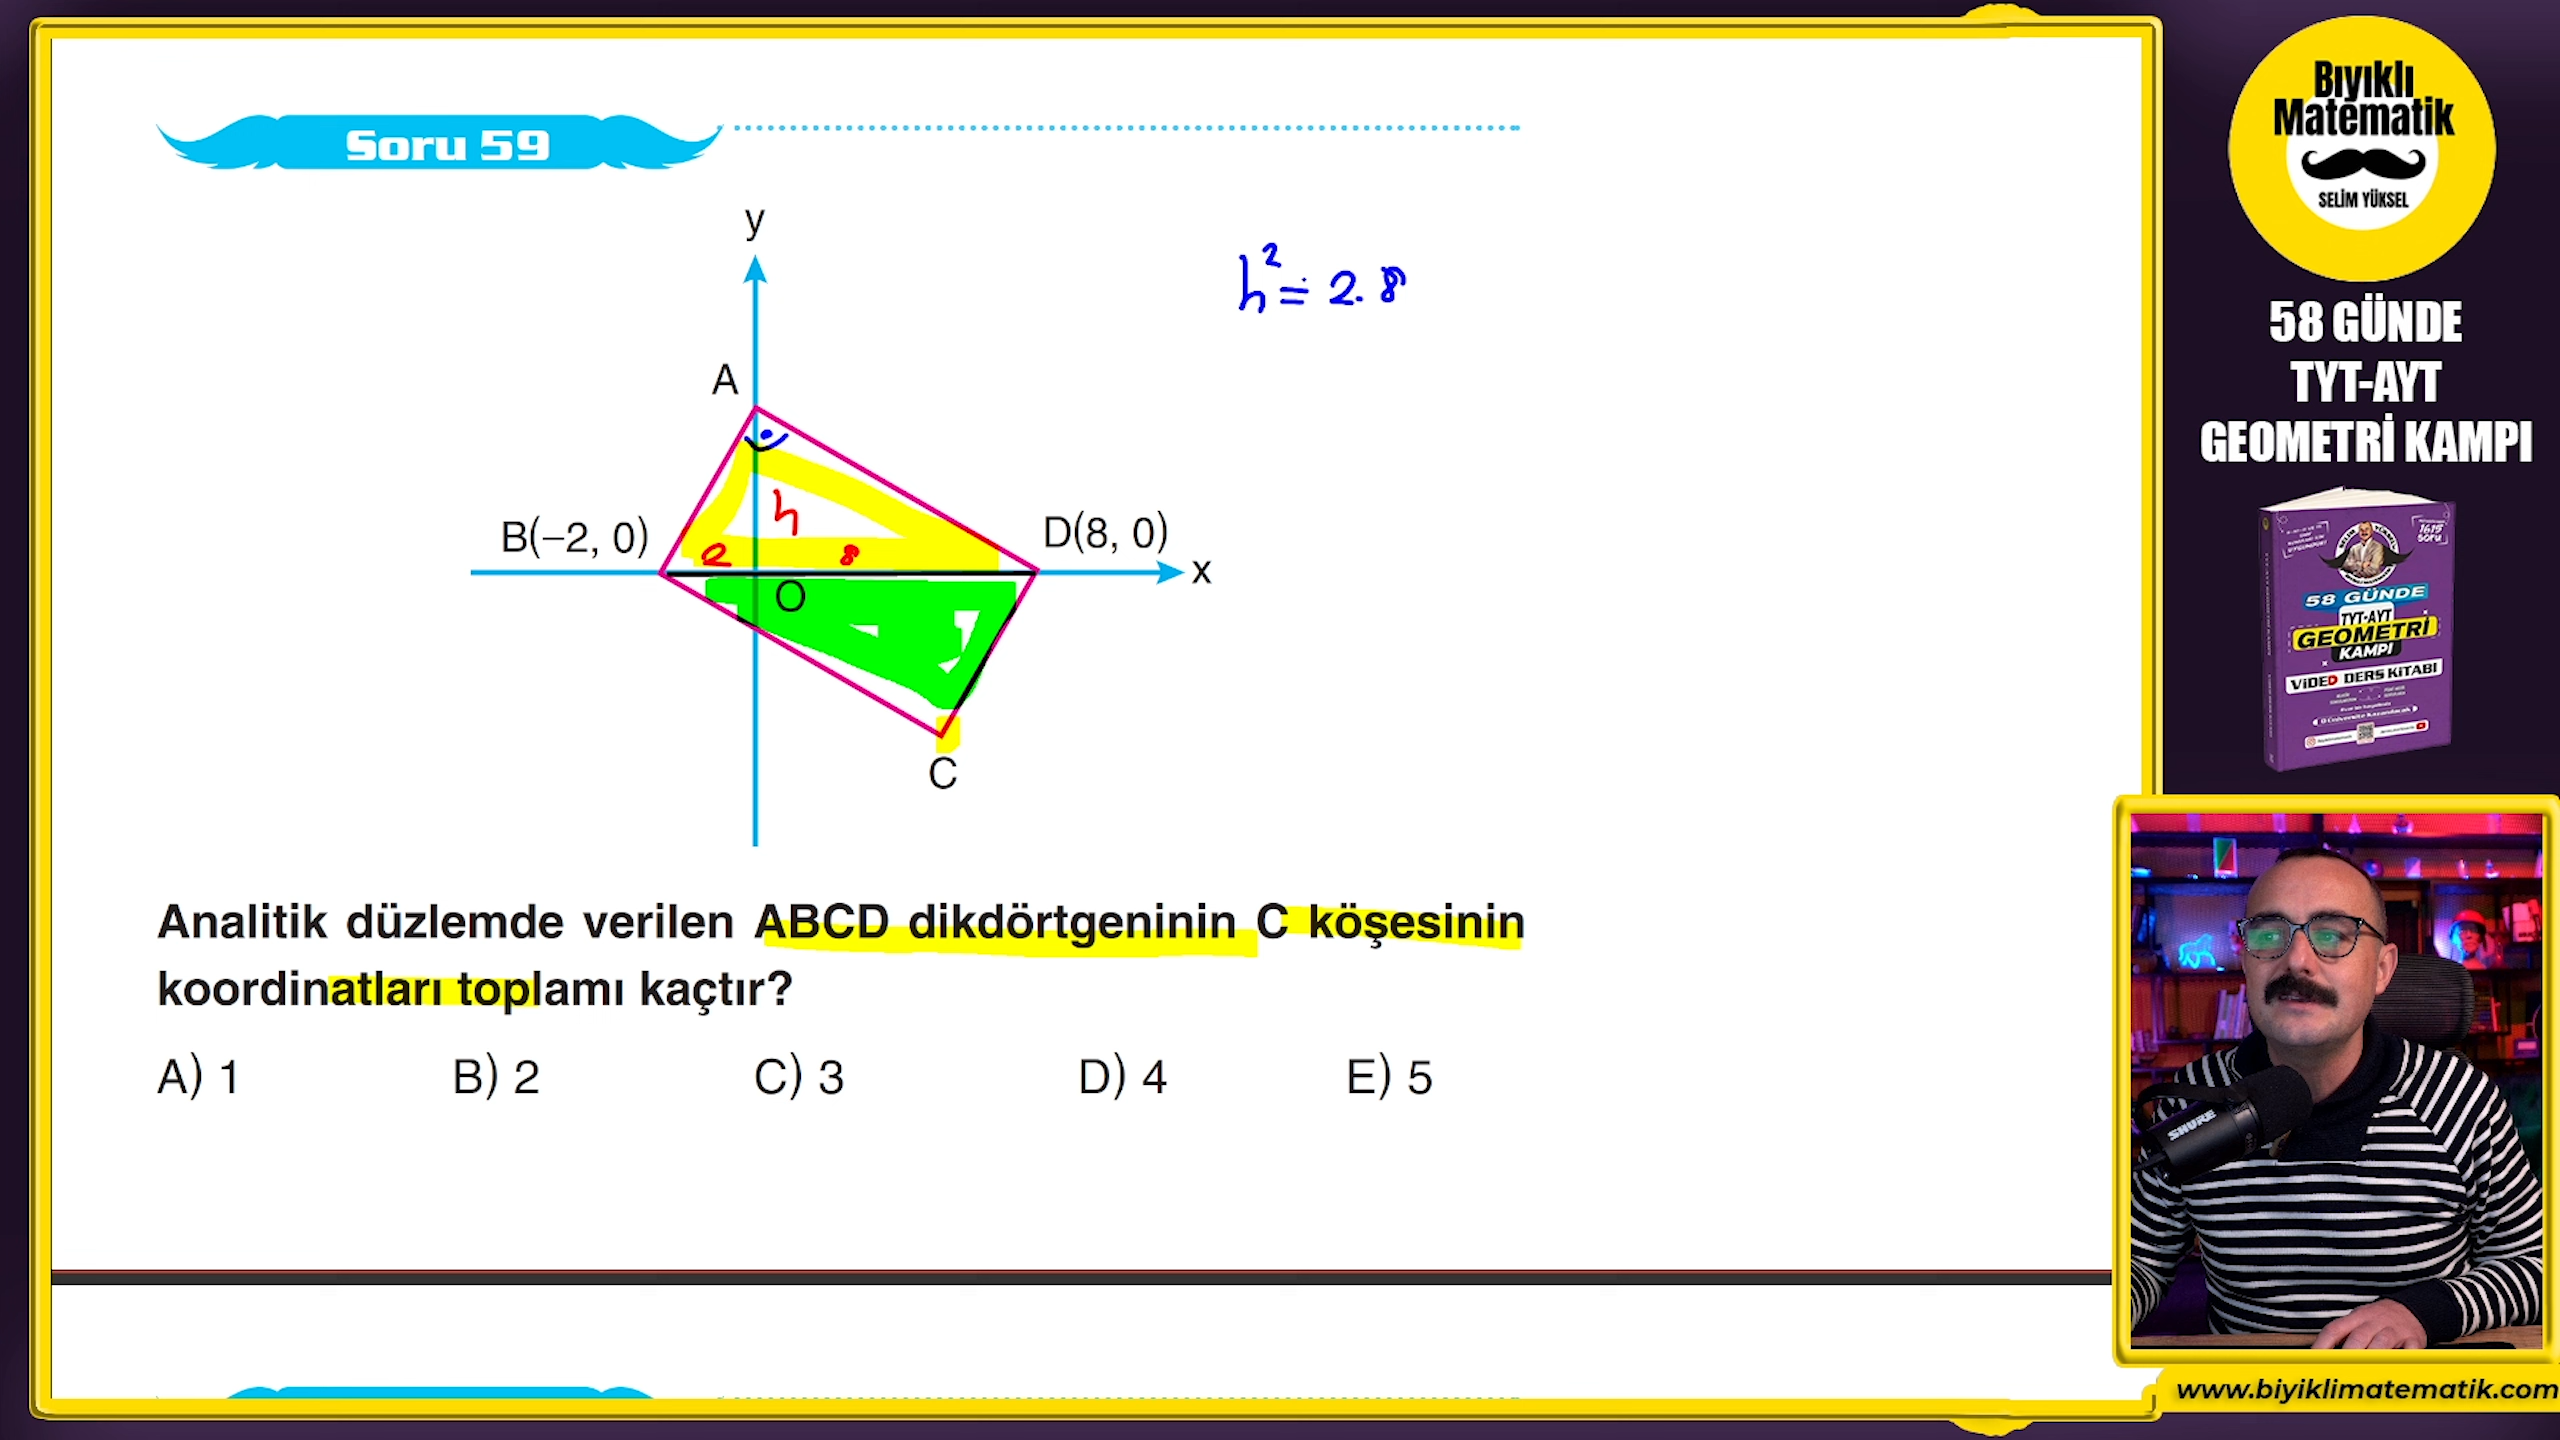 Soru 59
y
h² = 2.8
A
h
B(–2, 0)
2
8
D(8, 0)
x
O
C
Analitik düzlemde verilen ABCD dikdörtgeninin C köşesinin
koordinatları toplamı kaçtır?
A) 1 B) 2 C) 3 D) 4 E) 5
Bıyıklı
Matematik
SELİM YÜKSEL
58 GÜNDE
TYT-AYT
GEOMETRİ KAMPI
1615
SORU
58 GÜNDE
TYT-AYT
GEOMETRİ
KAMPI
VİDEO DERS KİTABI
SHURE
www.biyiklimatematik.com